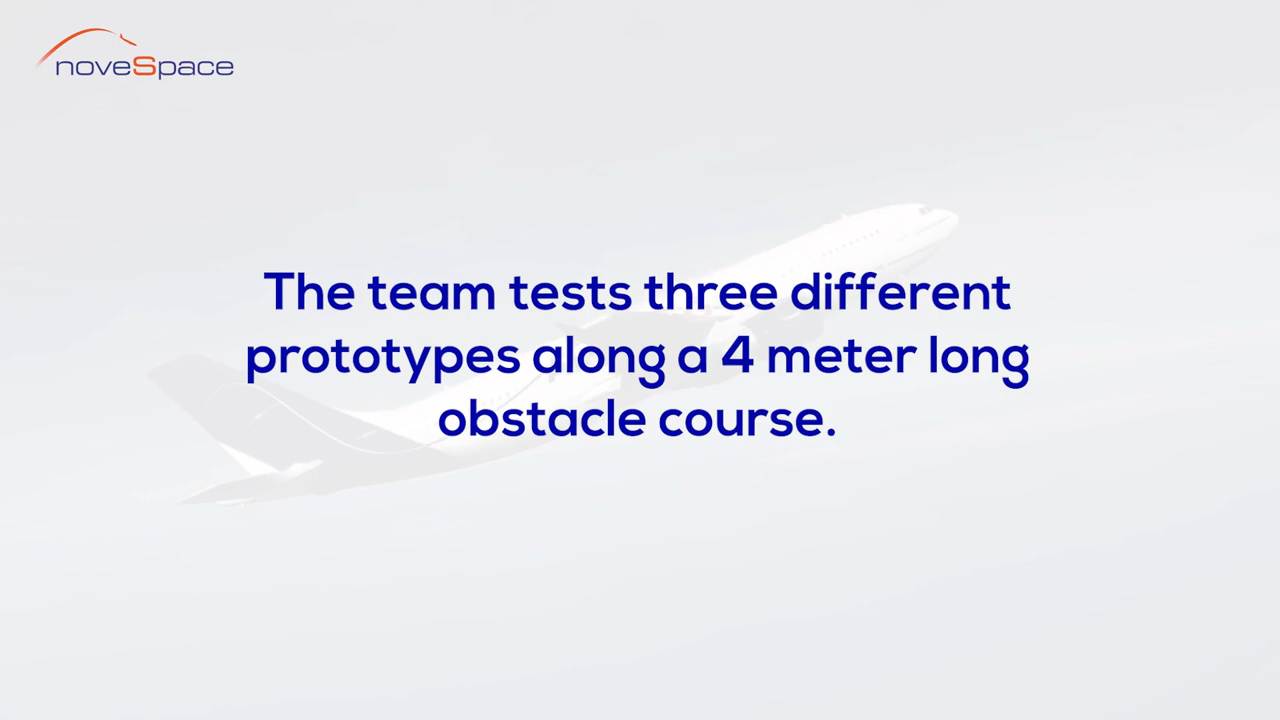 noveSpace
The team tests three different
prototypes along a 4 meter long
obstacle course.